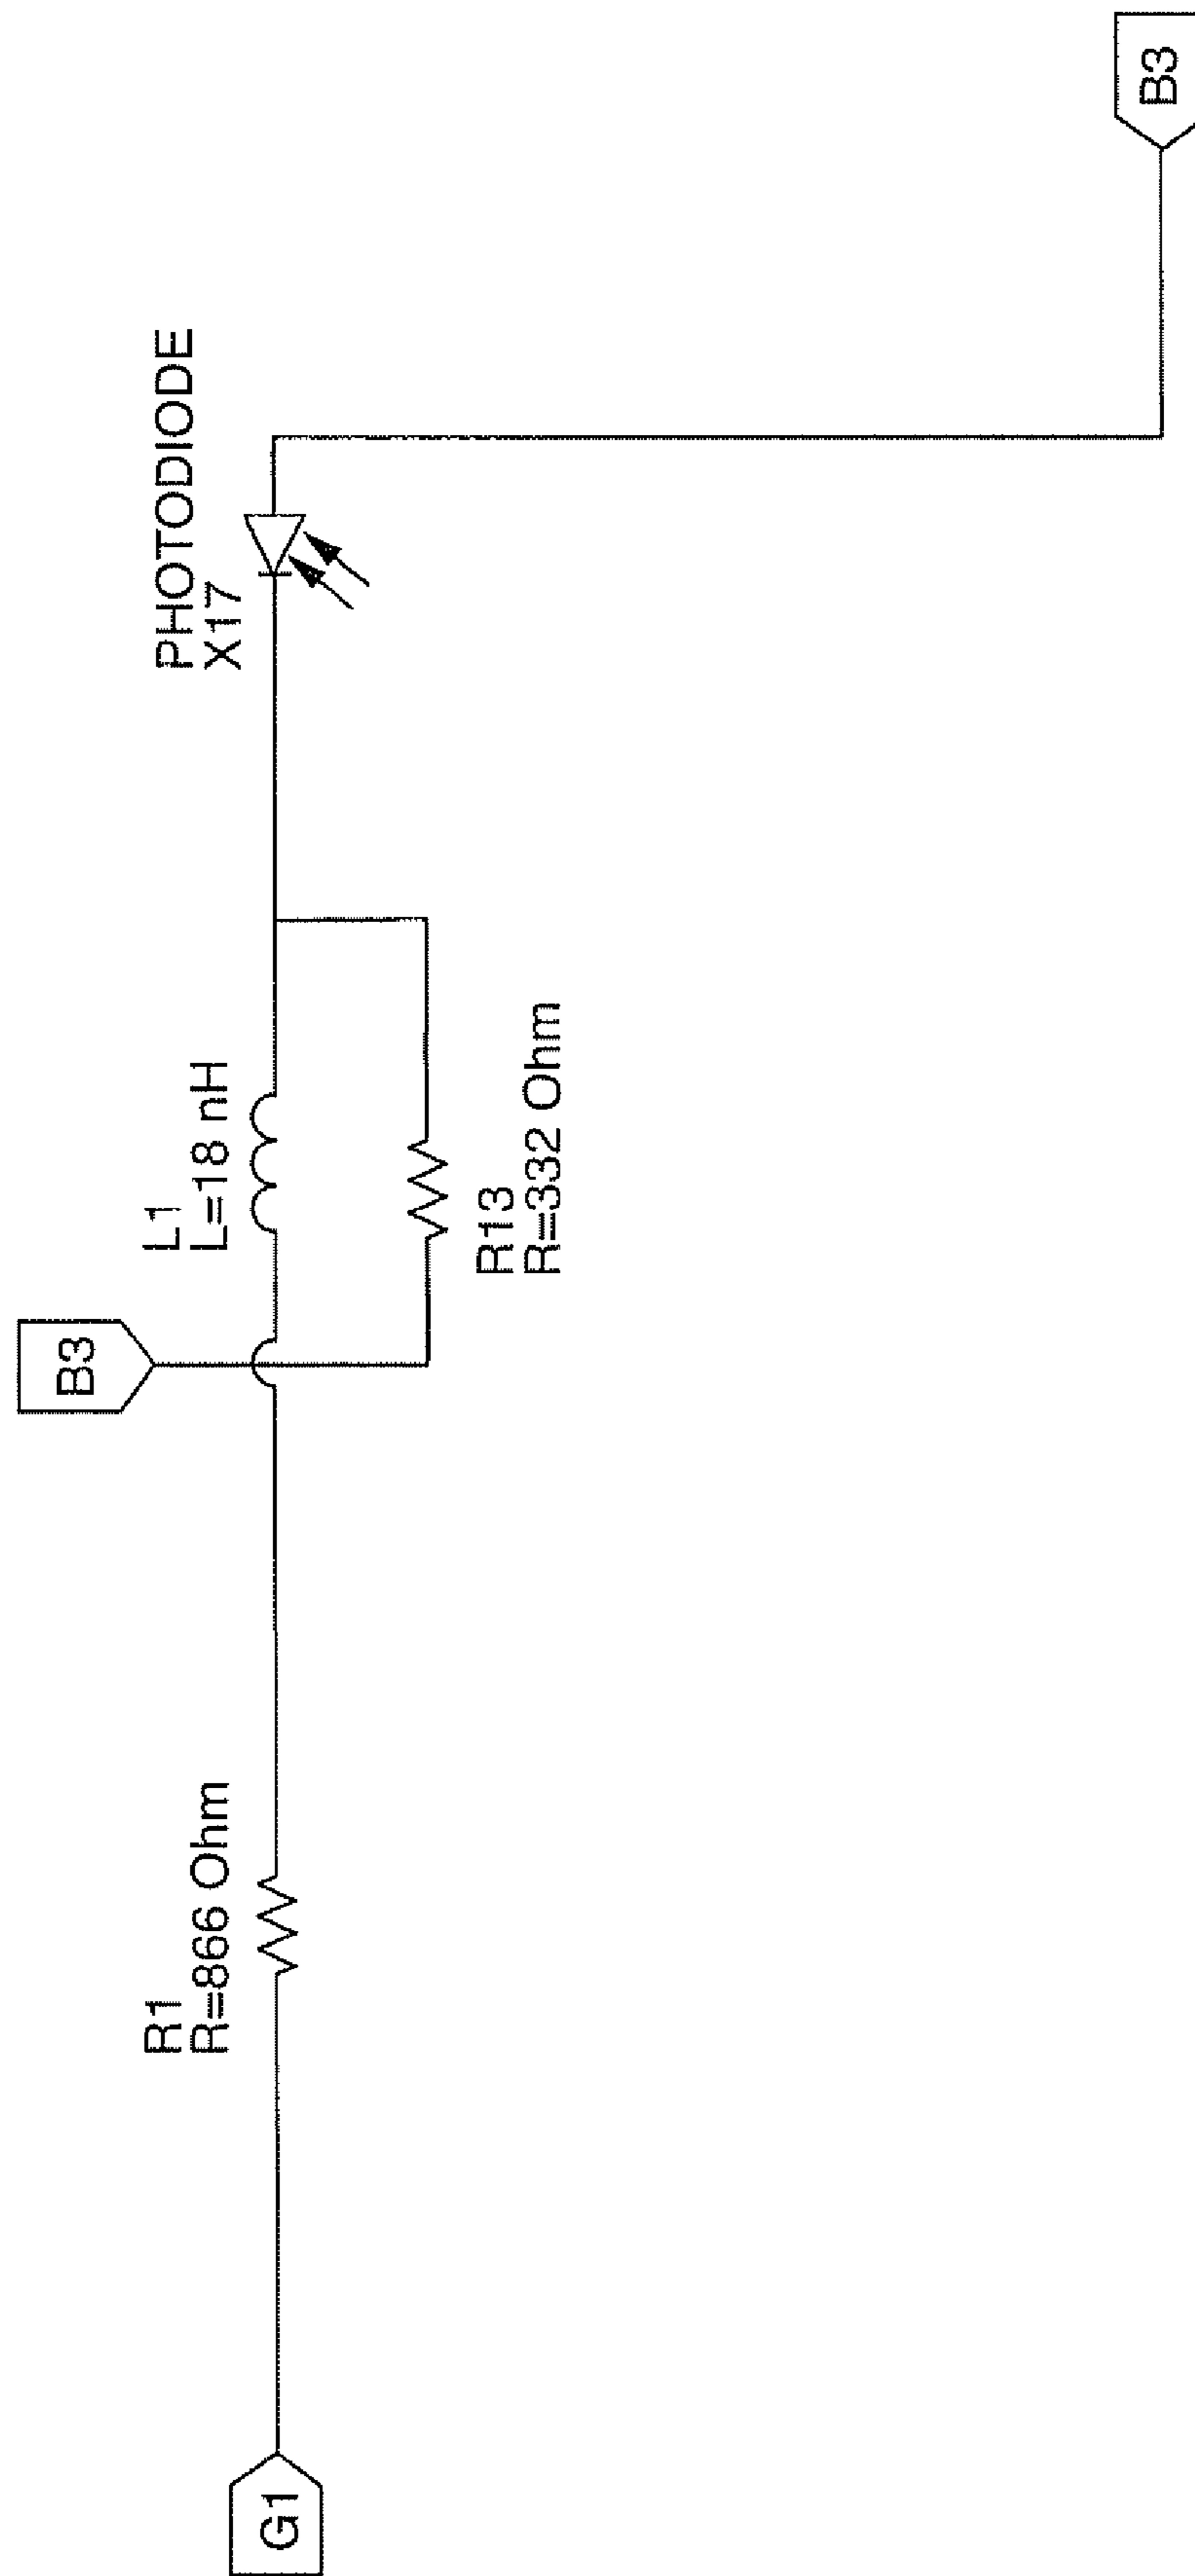 G1
R1
R=866 Ohm
B3
L1
L=18 nH
R13
R=332 Ohm
PHOTODIODE
X17
B3